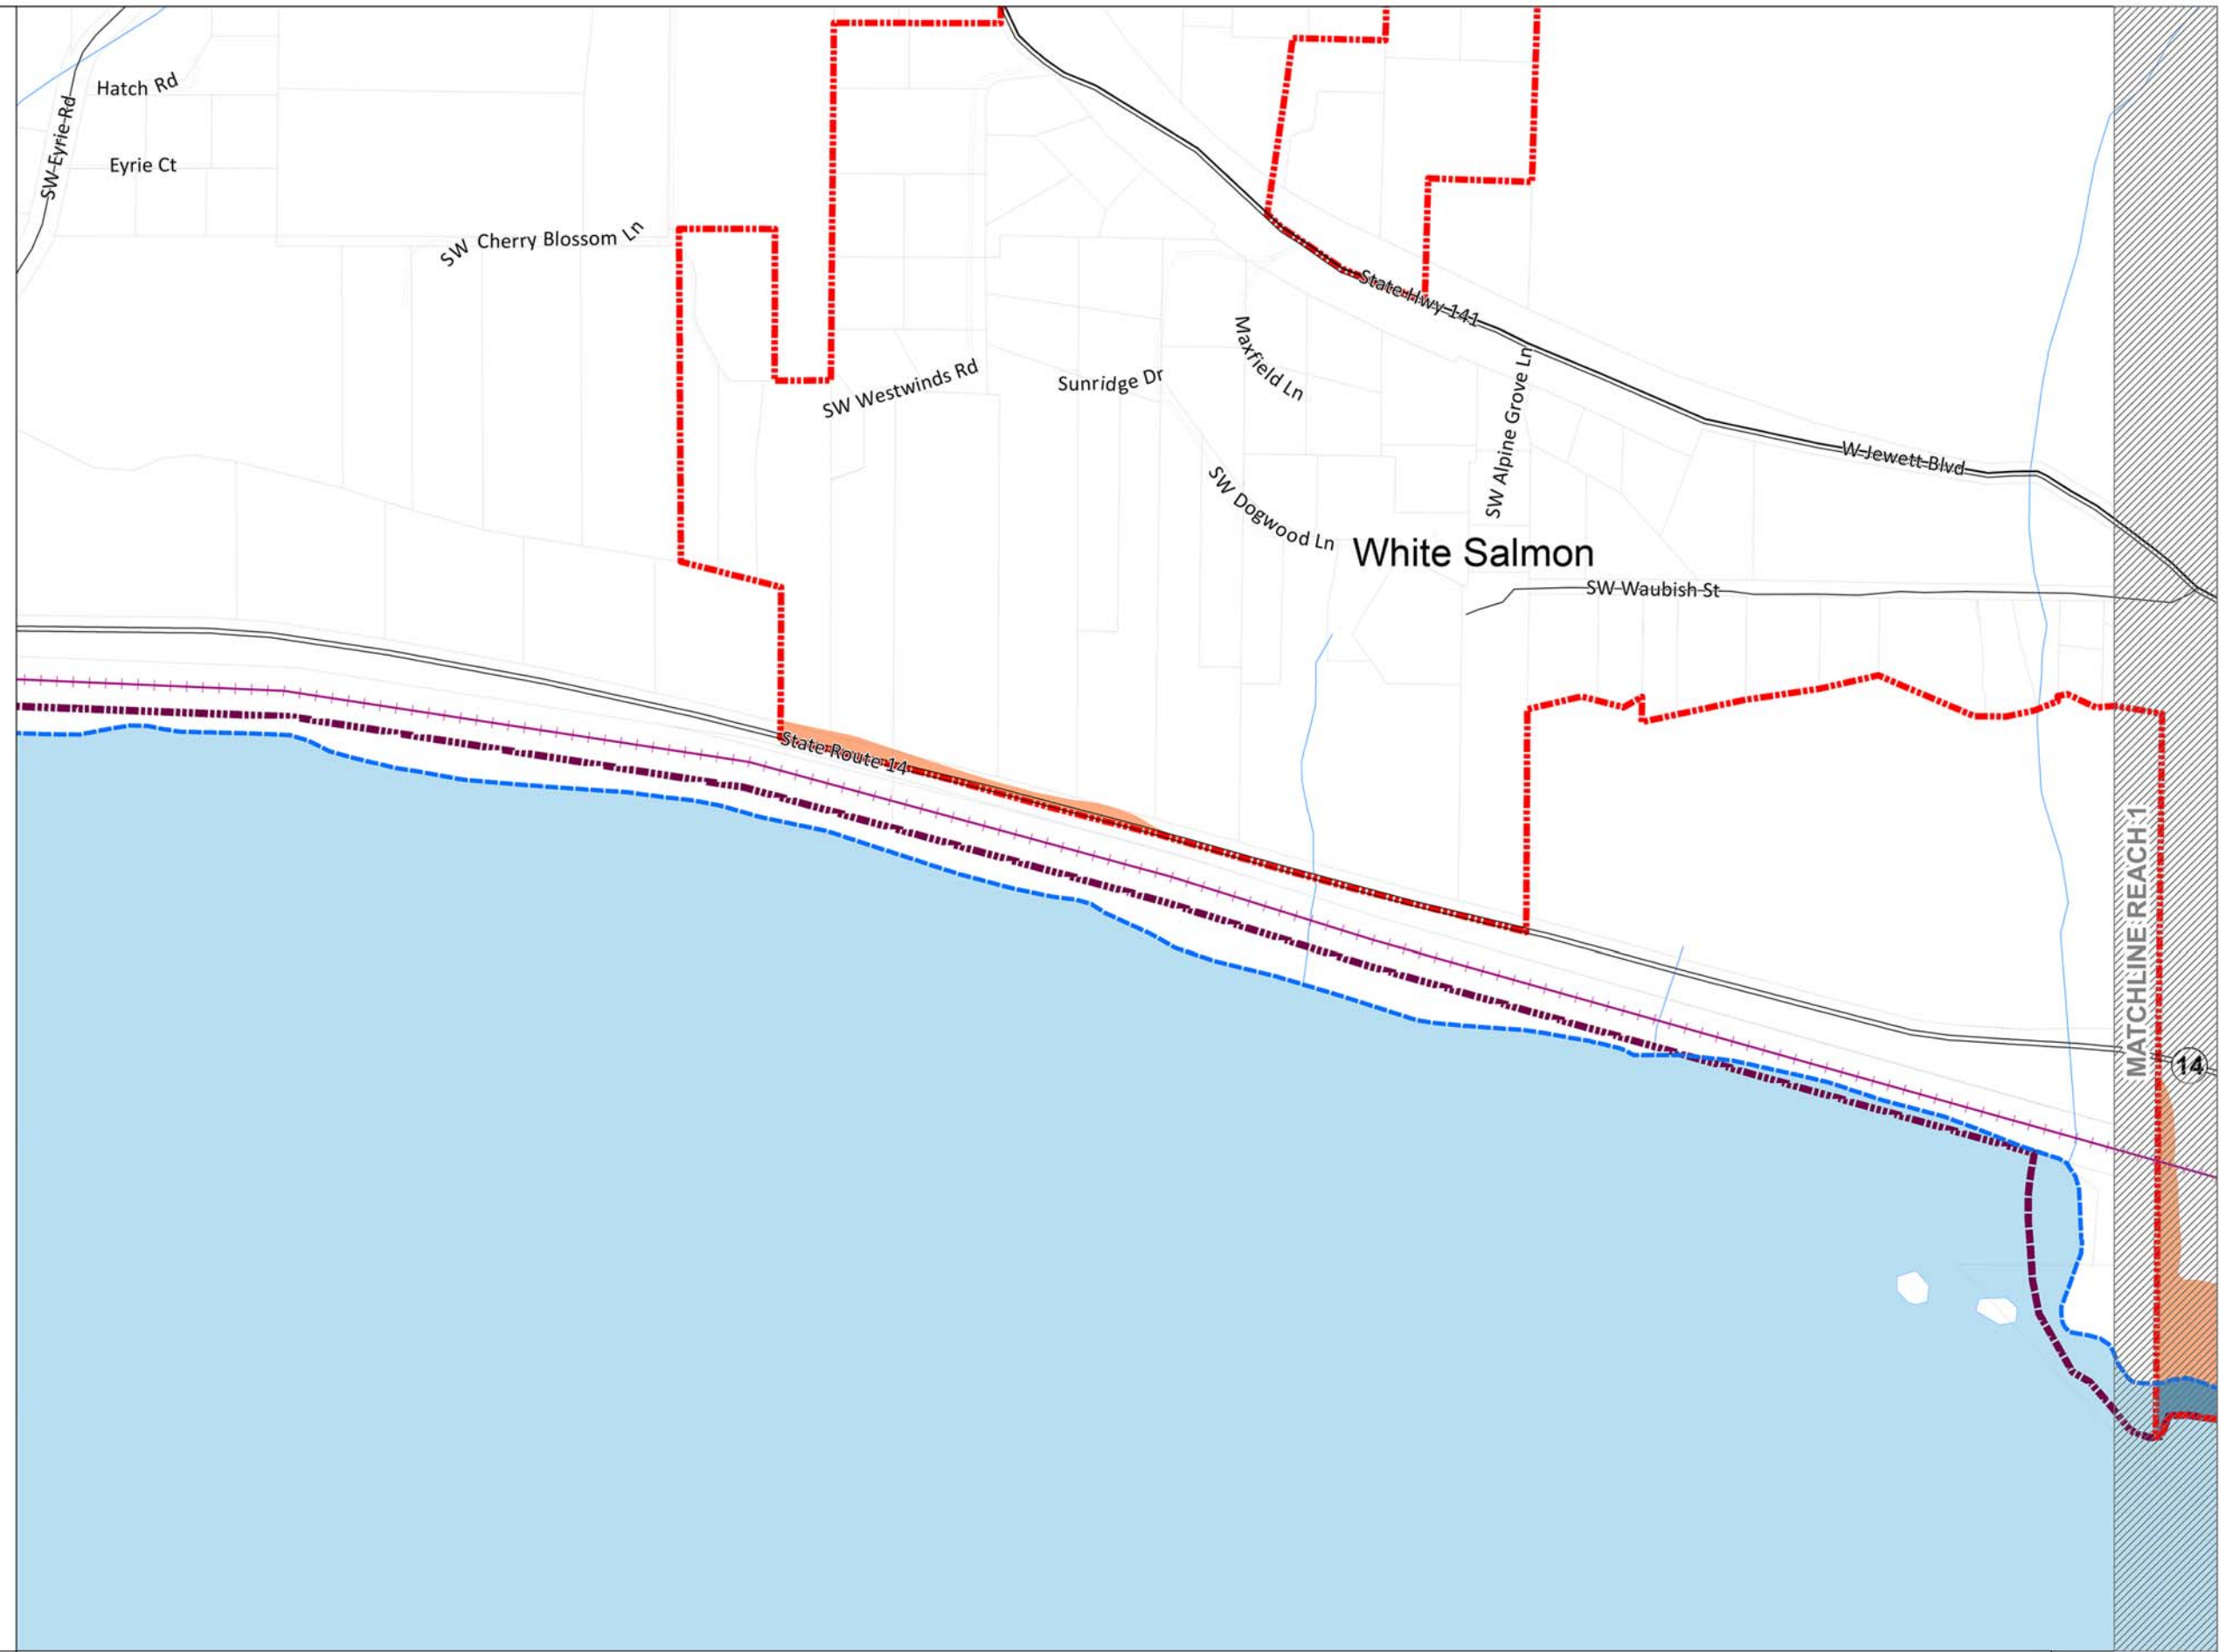 Hatch Rd
SW Eyrie Rd
Eyrie Ct
SW Cherry Blossom Ln
State Hwy 141
SW Westwinds Rd
Sunridge Dr
Maxfield Ln
SW Alpine Grove Ln
W Jewett Blvd
SW Dogwood Ln
White Salmon
SW Waubish St
State Route 14
MATCHLINE REACH 1
14